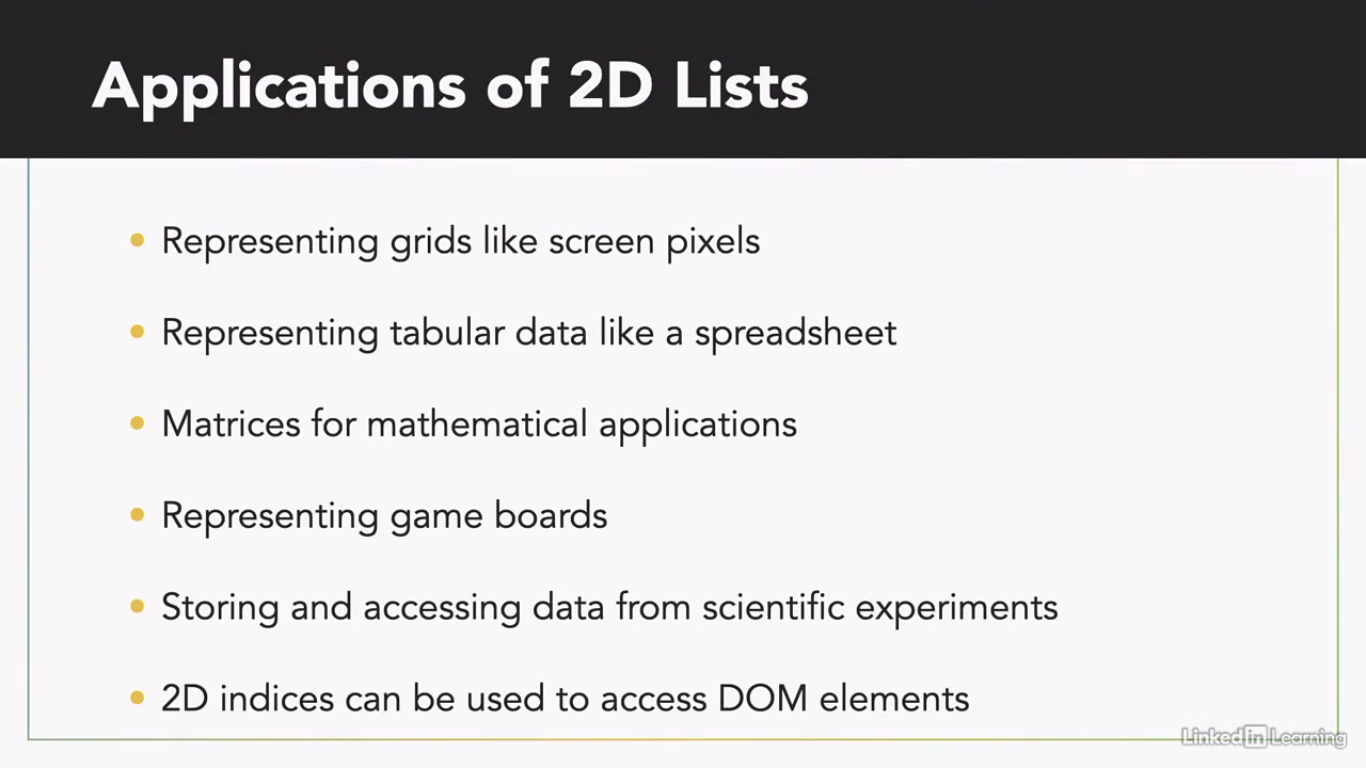 Applications of 2D Lists
Representing grids like screen pixels
Representing tabular data like a spreadsheet
Matrices for mathematical applications
Representing game boards
Storing and accessing data from scientific experiments
2D indices can be used to access DOM elements
Linked in Learning